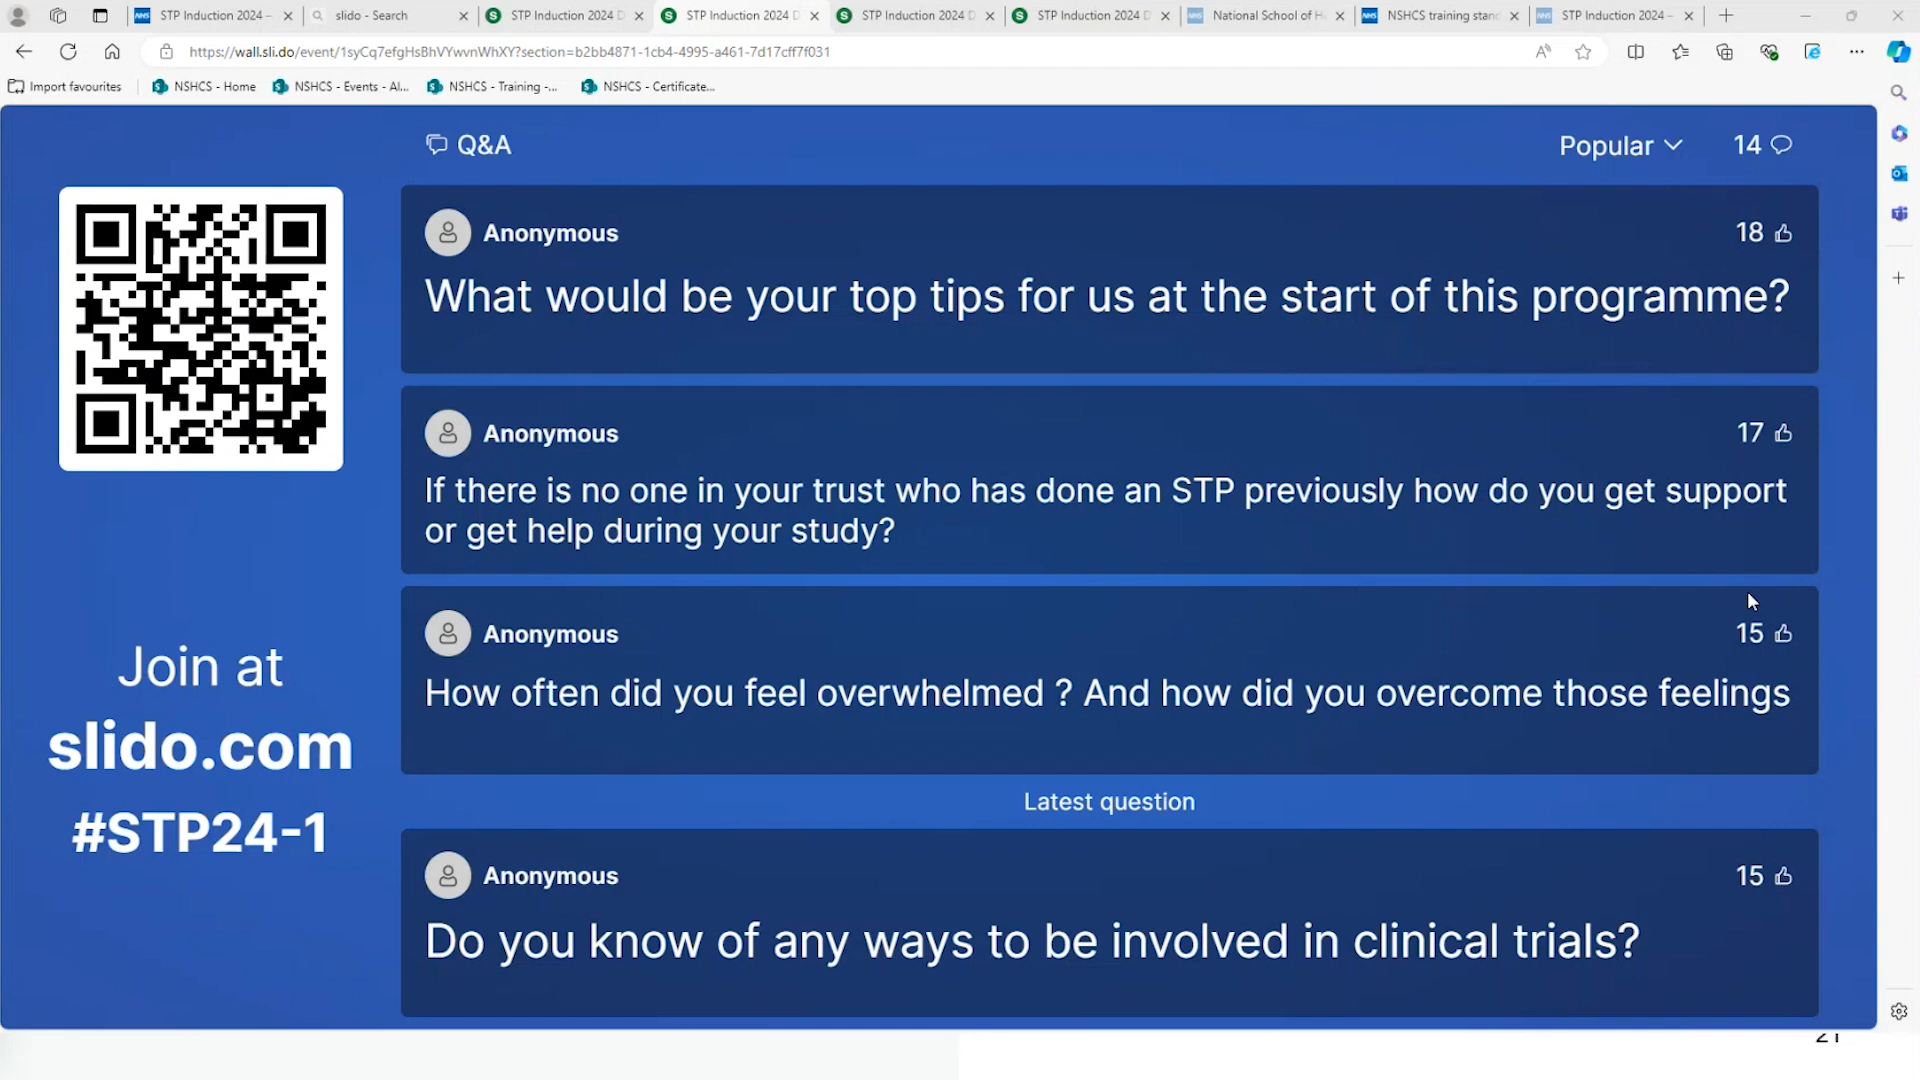 STP Induction 2024 -
slido - Search
STP Induction 2024 D
STP Induction 2024 D
STP Induction 2024 D
STP Induction 2024 D
National School of H
NSHCS training stan
STP Induction 2024 -
https://wall.sli.do/event/1syCq7efgHsBhVYwvnWhXY?section=b2bb4871-1cb4-4995-a461-7d17cff7f031
Import favourites
NSHCS - Home
NSHCS - Events - Al...
NSHCS - Training -...
NSHCS - Certificate...
Q&A
Popular
14
Anonymous
18
What would be your top tips for us at the start of this programme?
Anonymous
17
If there is no one in your trust who has done an STP previously how do you get support
or get help during your study?
Anonymous
15
How often did you feel overwhelmed ? And how did you overcome those feelings
Latest question
Anonymous
15
Do you know of any ways to be involved in clinical trials?
Join at
slido.com
#STP24-1